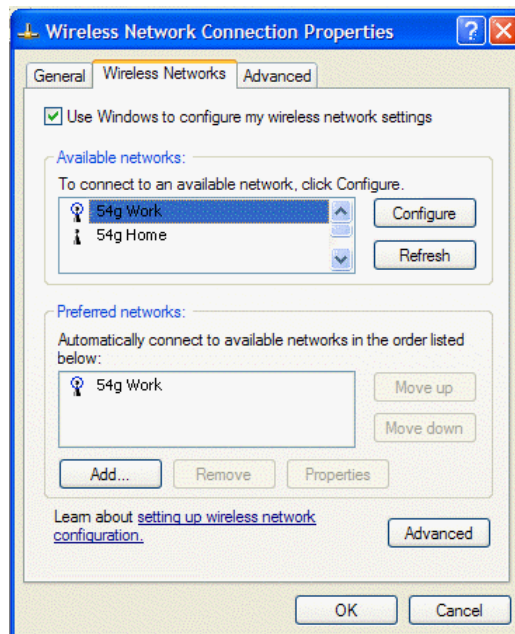 Wireless Network Connection Properties
General
Wireless Networks
Advanced
Use Windows to configure my wireless network settings
Available networks:
To connect to an available network, click Configure.
54g Work
54g Home
Configure
Refresh
Preferred networks:
Automatically connect to available networks in the order listed
below:
54g Work
Move up
Move down
Add...
Remove
Properties
Learn about setting up wireless network
configuration.
Advanced
OK
Cancel